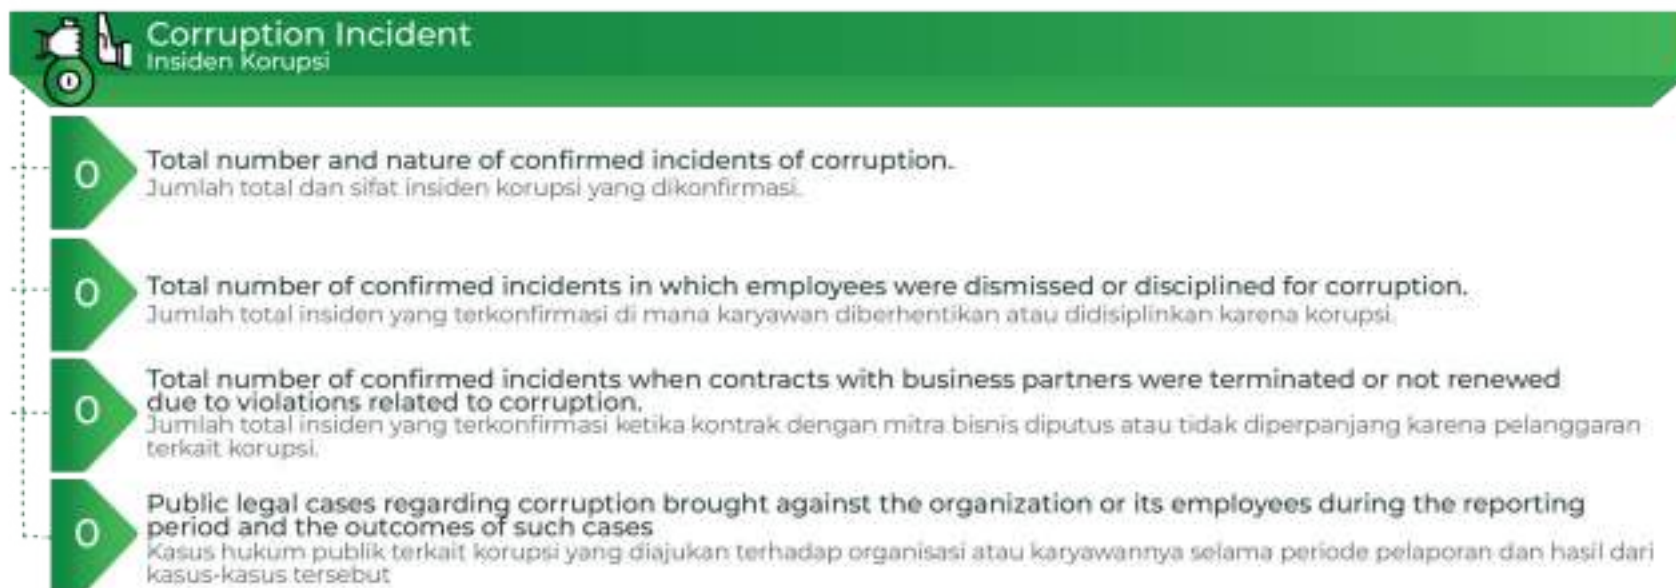 Corruption Incident
Insiden Korupsi
0
Total number and nature of confirmed incidents of corruption.
Jumlah total dan sifat insiden korupsi yang dikonfirmasi.
0
Total number of confirmed incidents in which employees were dismissed or disciplined for corruption.
Jumlah total insiden yang terkonfirmasi di mana karyawan diberhentikan atau didisiplinkan karena korupsi.
0
Total number of confirmed incidents when contracts with business partners were terminated or not renewed
due to violations related to corruption.
Jumlah total insiden yang terkonfirmasi ketika kontrak dengan mitra bisnis diputus atau tidak diperpanjang karena pelanggaran
terkait korupsi.
0
Public legal cases regarding corruption brought against the organization or its employees during the reporting
period and the outcomes of such cases
Kasus hukum publik terkait korupsi yang diajukan terhadap organisasi atau karyawannya selama periode pelaporan dan hasil dari
kasus-kasus tersebut